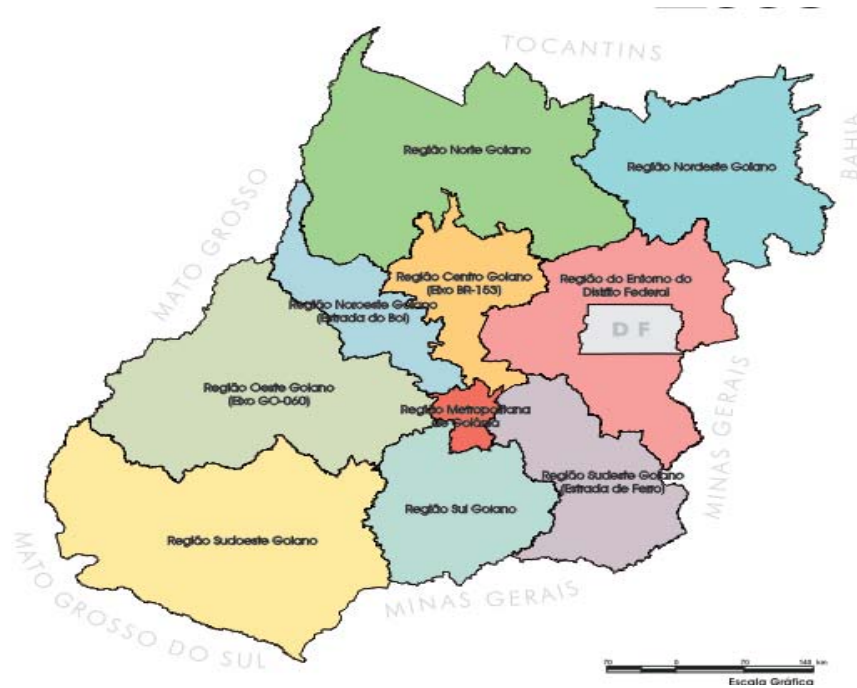 TOCANTINS
BAHIA
MATO GROSSO
Região Norte Goiano
Região Nordeste Goiano
Região Centro Goiano
(Eixo BR-153)
Região do Entorno do
Distrito Federal
Região Noroeste Goiano
(Estrada do Boi)
D F
Região Oeste Goiano
(Eixo GO-060)
Região Metropolitana
de Goiânia
MINAS GERAIS
Região Sudeste Goiano
(Estrada de Ferro)
Região Sul Goiano
Região Sudoeste Goiano
MATO GROSSO DO SUL
MINAS GERAIS
70 0 70 140 km
Escala Gráfica